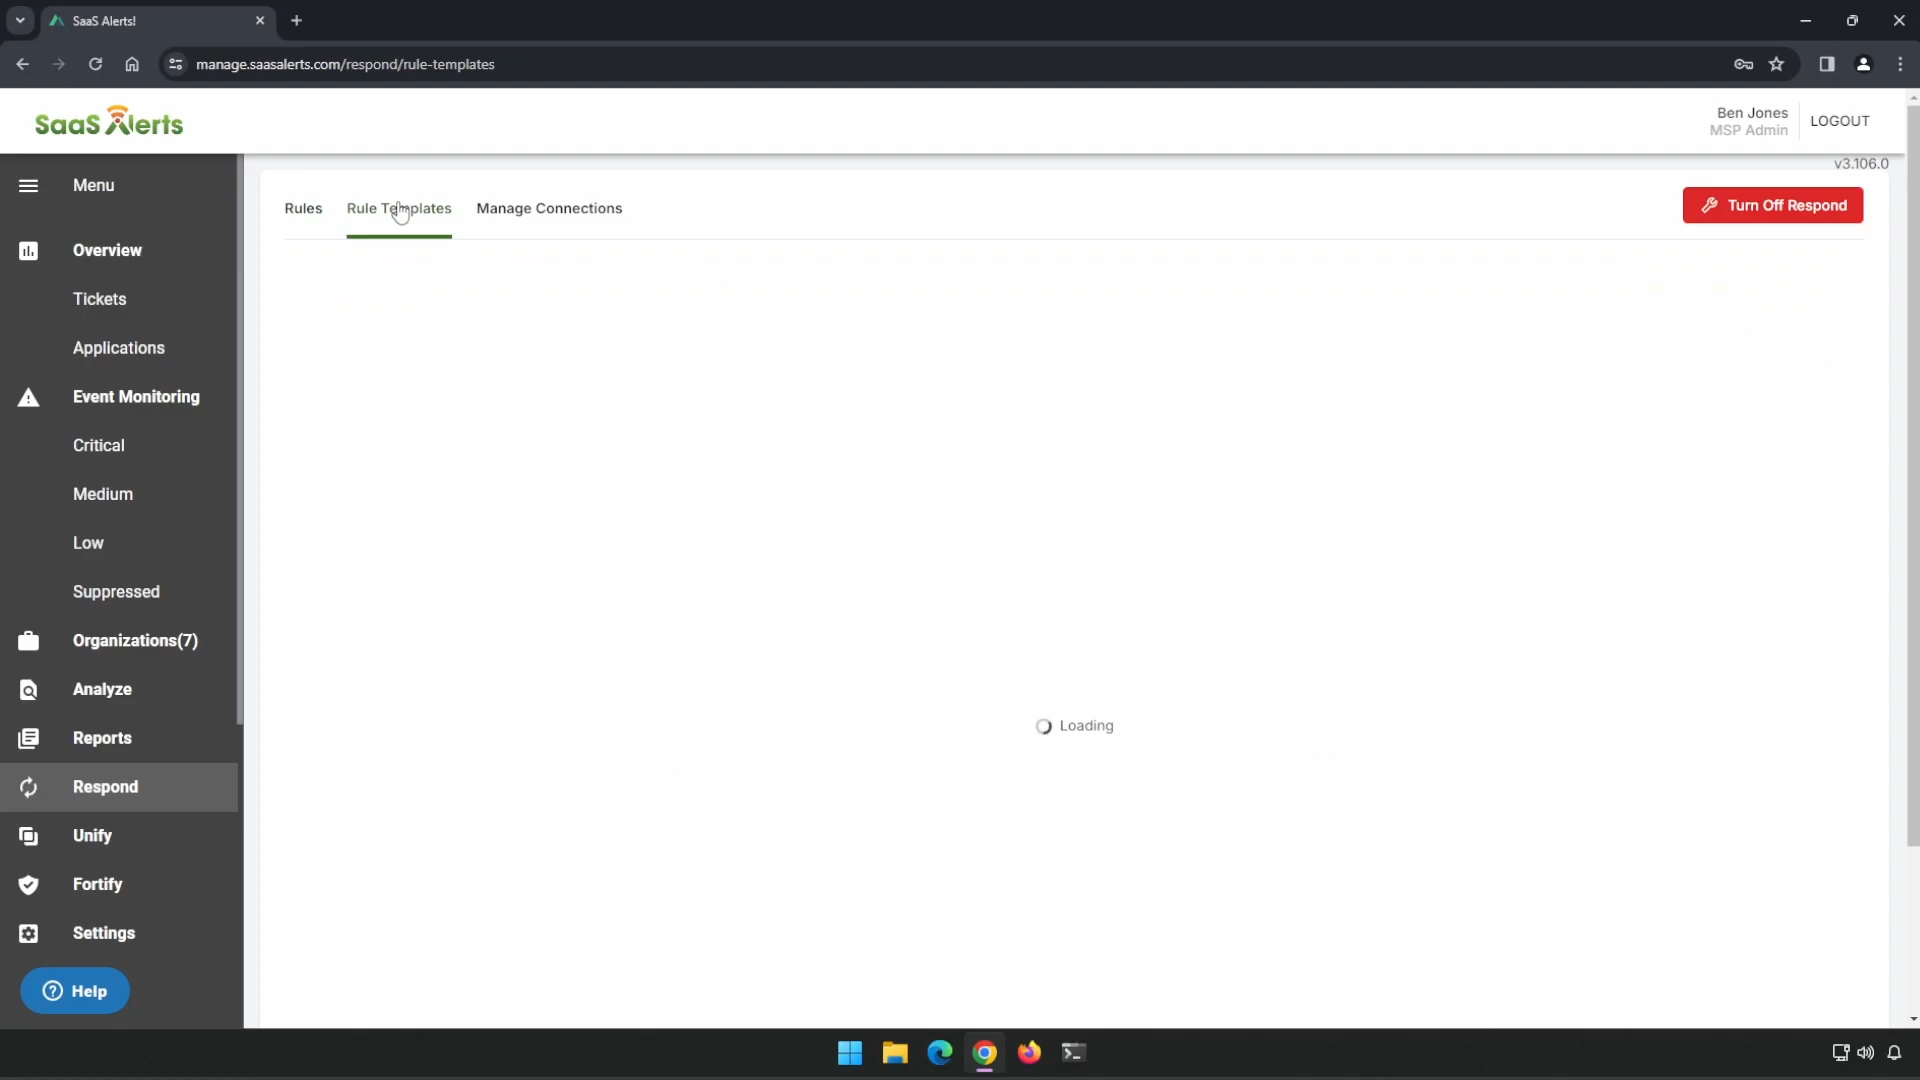 SaaS Alerts!
manage.saasalerts.com/respond/rule-templates
SaaS Alerts
Ben Jones
MSP Admin
LOGOUT
v3.106.0
Menu
Rules
Rule Templates
Manage Connections
Turn Off Respond
Overview
Tickets
Applications
Event Monitoring
Critical
Medium
Low
Suppressed
Organizations(7)
Analyze
Reports
Respond
Unify
Fortify
Settings
Help
Loading